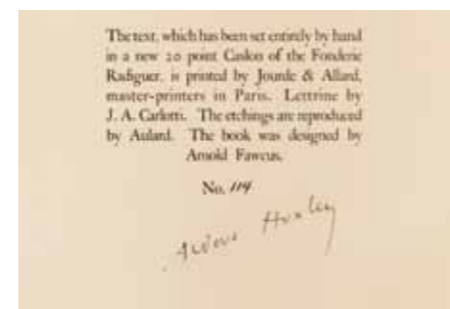 The text, which has been set entirely by hand
in a new 20 point Caslon of the Fonderie
Radiguer, is printed by Jourde & Allard,
master-printers in Paris. Lettrine by
J. A. Carlotti. The etchings are reproduced
by Aulard. The book was designed by
Arnold Fawcus.
No. 114
Aldous Huxley